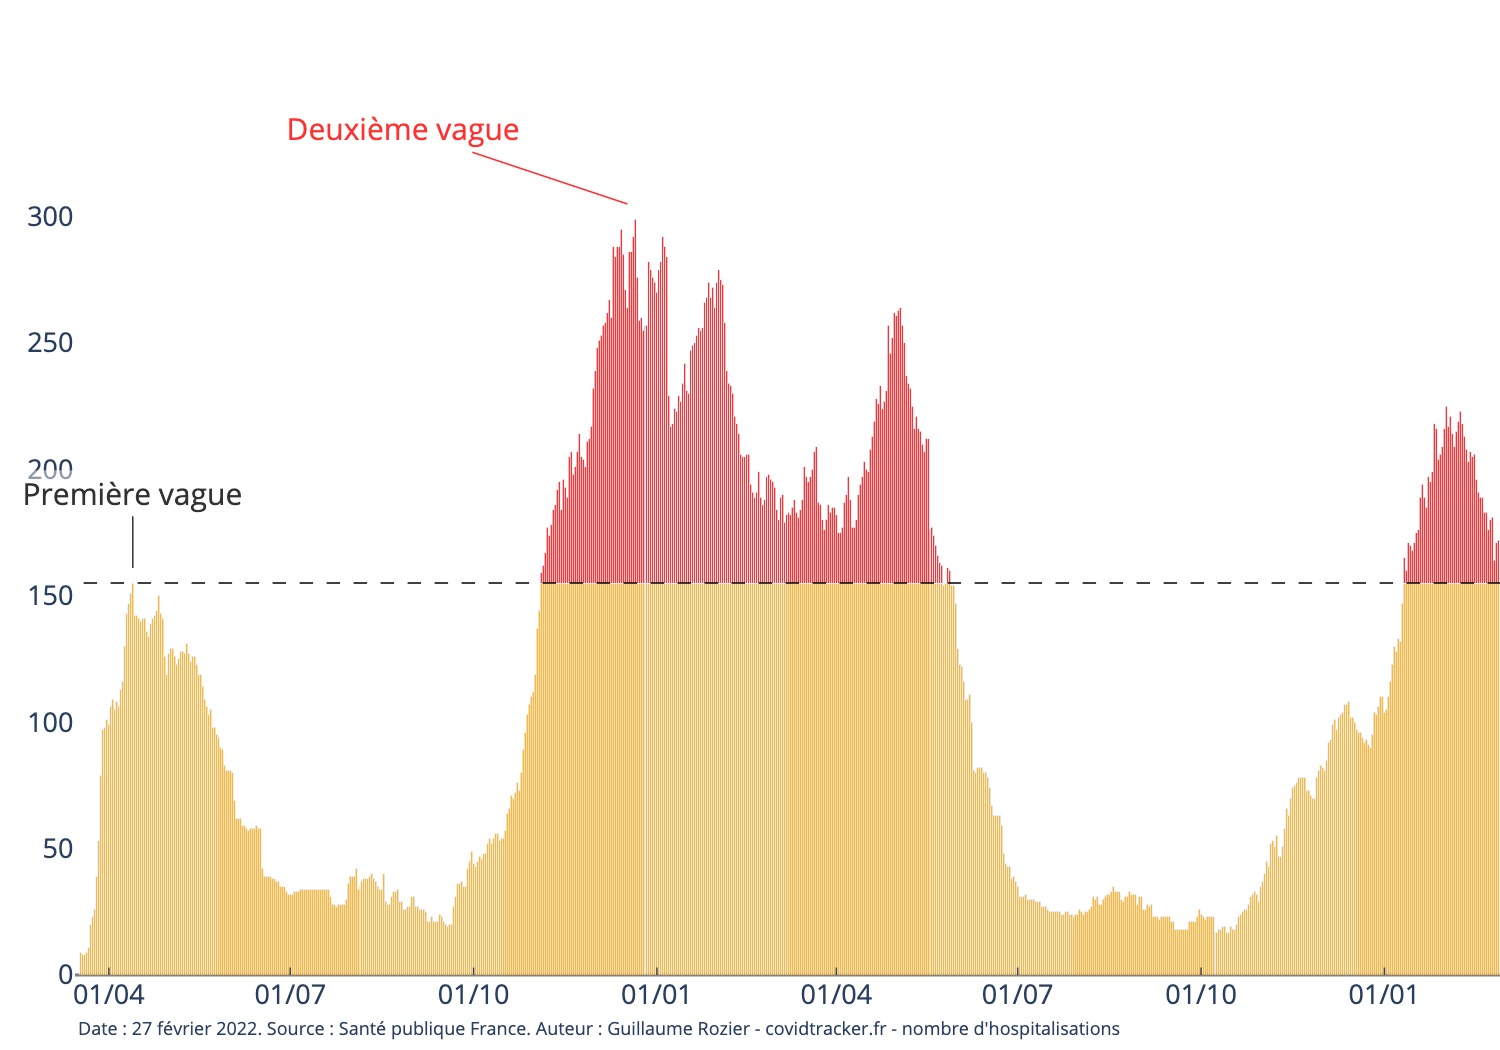 Deuxième vague
300
250
200
Première vague
150
100
50
0
01/04 01/07 01/10 01/01 01/04 01/07 01/10 01/01
Date : 27 février 2022. Source : Santé publique France. Auteur : Guillaume Rozier - covidtracker.fr - nombre d'hospitalisations